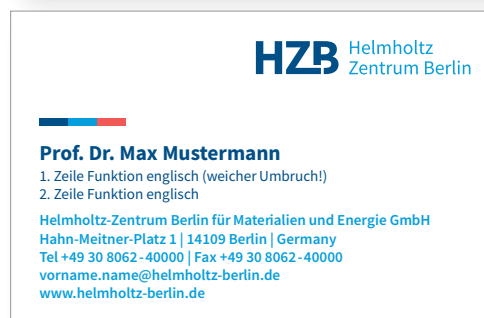 HZB Helmholtz
Zentrum Berlin
Prof. Dr. Max Mustermann
1. Zeile Funktion englisch (weicher Umbruch!)
2. Zeile Funktion englisch
Helmholtz-Zentrum Berlin für Materialien und Energie GmbH
Hahn-Meitner-Platz 1 | 14109 Berlin | Germany
Tel +49 30 8062-40000 | Fax +49 30 8062-40000
vorname.name@helmholtz-berlin.de
www.helmholtz-berlin.de